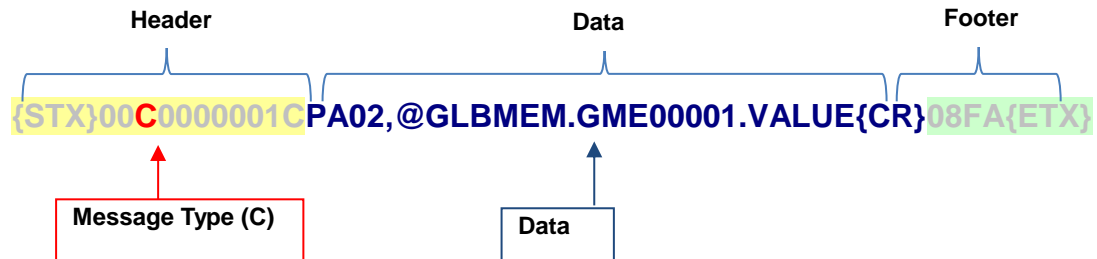 Header Data Footer
{STX}00C0000001CPA02,@GLBMEM.GME00001.VALUE{CR}08FA{ETX}
Message Type (C) Data